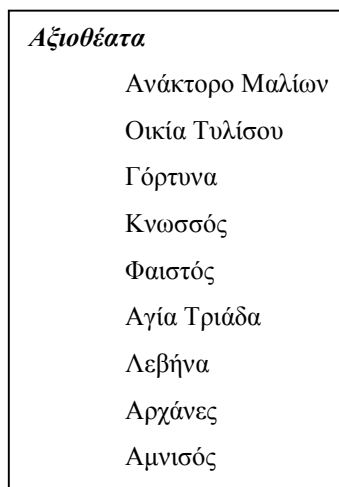 Αξιοθέατα
Ανάκτορο Μαλίων
Οικία Τυλίσου
Γόρτυνα
Κνωσσός
Φαιστός
Αγία Τριάδα
Λεβήνα
Αρχάνες
Αμνισός